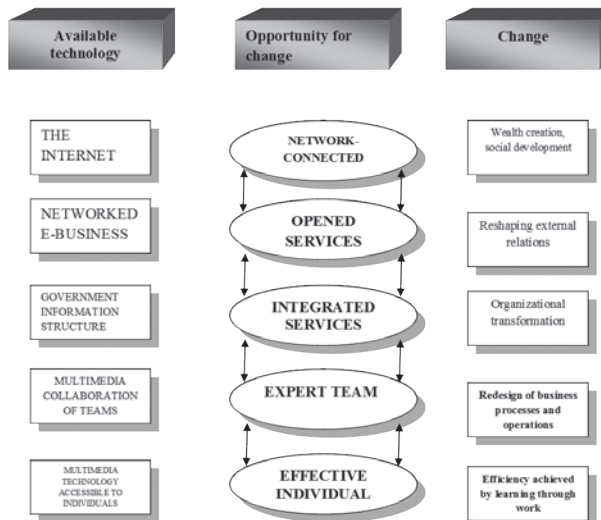 Available
technology
Opportunity for
change
Change
THE
INTERNET
NETWORK-
CONNECTED
Wealth creation,
social development
NETWORKED
E-BUSINESS
OPENED
SERVICES
Reshaping external
relations
GOVERNMENT
INFORMATION
STRUCTURE
INTEGRATED
SERVICES
Organizational
transformation
MULTIMEDIA
COLLABORATION
OF TEAMS
EXPERT TEAM
Redesign of business
processes and
operations
MULTIMEDIA
TECHNOLOGY
ACCESSIBLE TO
INDIVIDUALS
EFFECTIVE
INDIVIDUAL
Efficiency achieved
by learning through
work